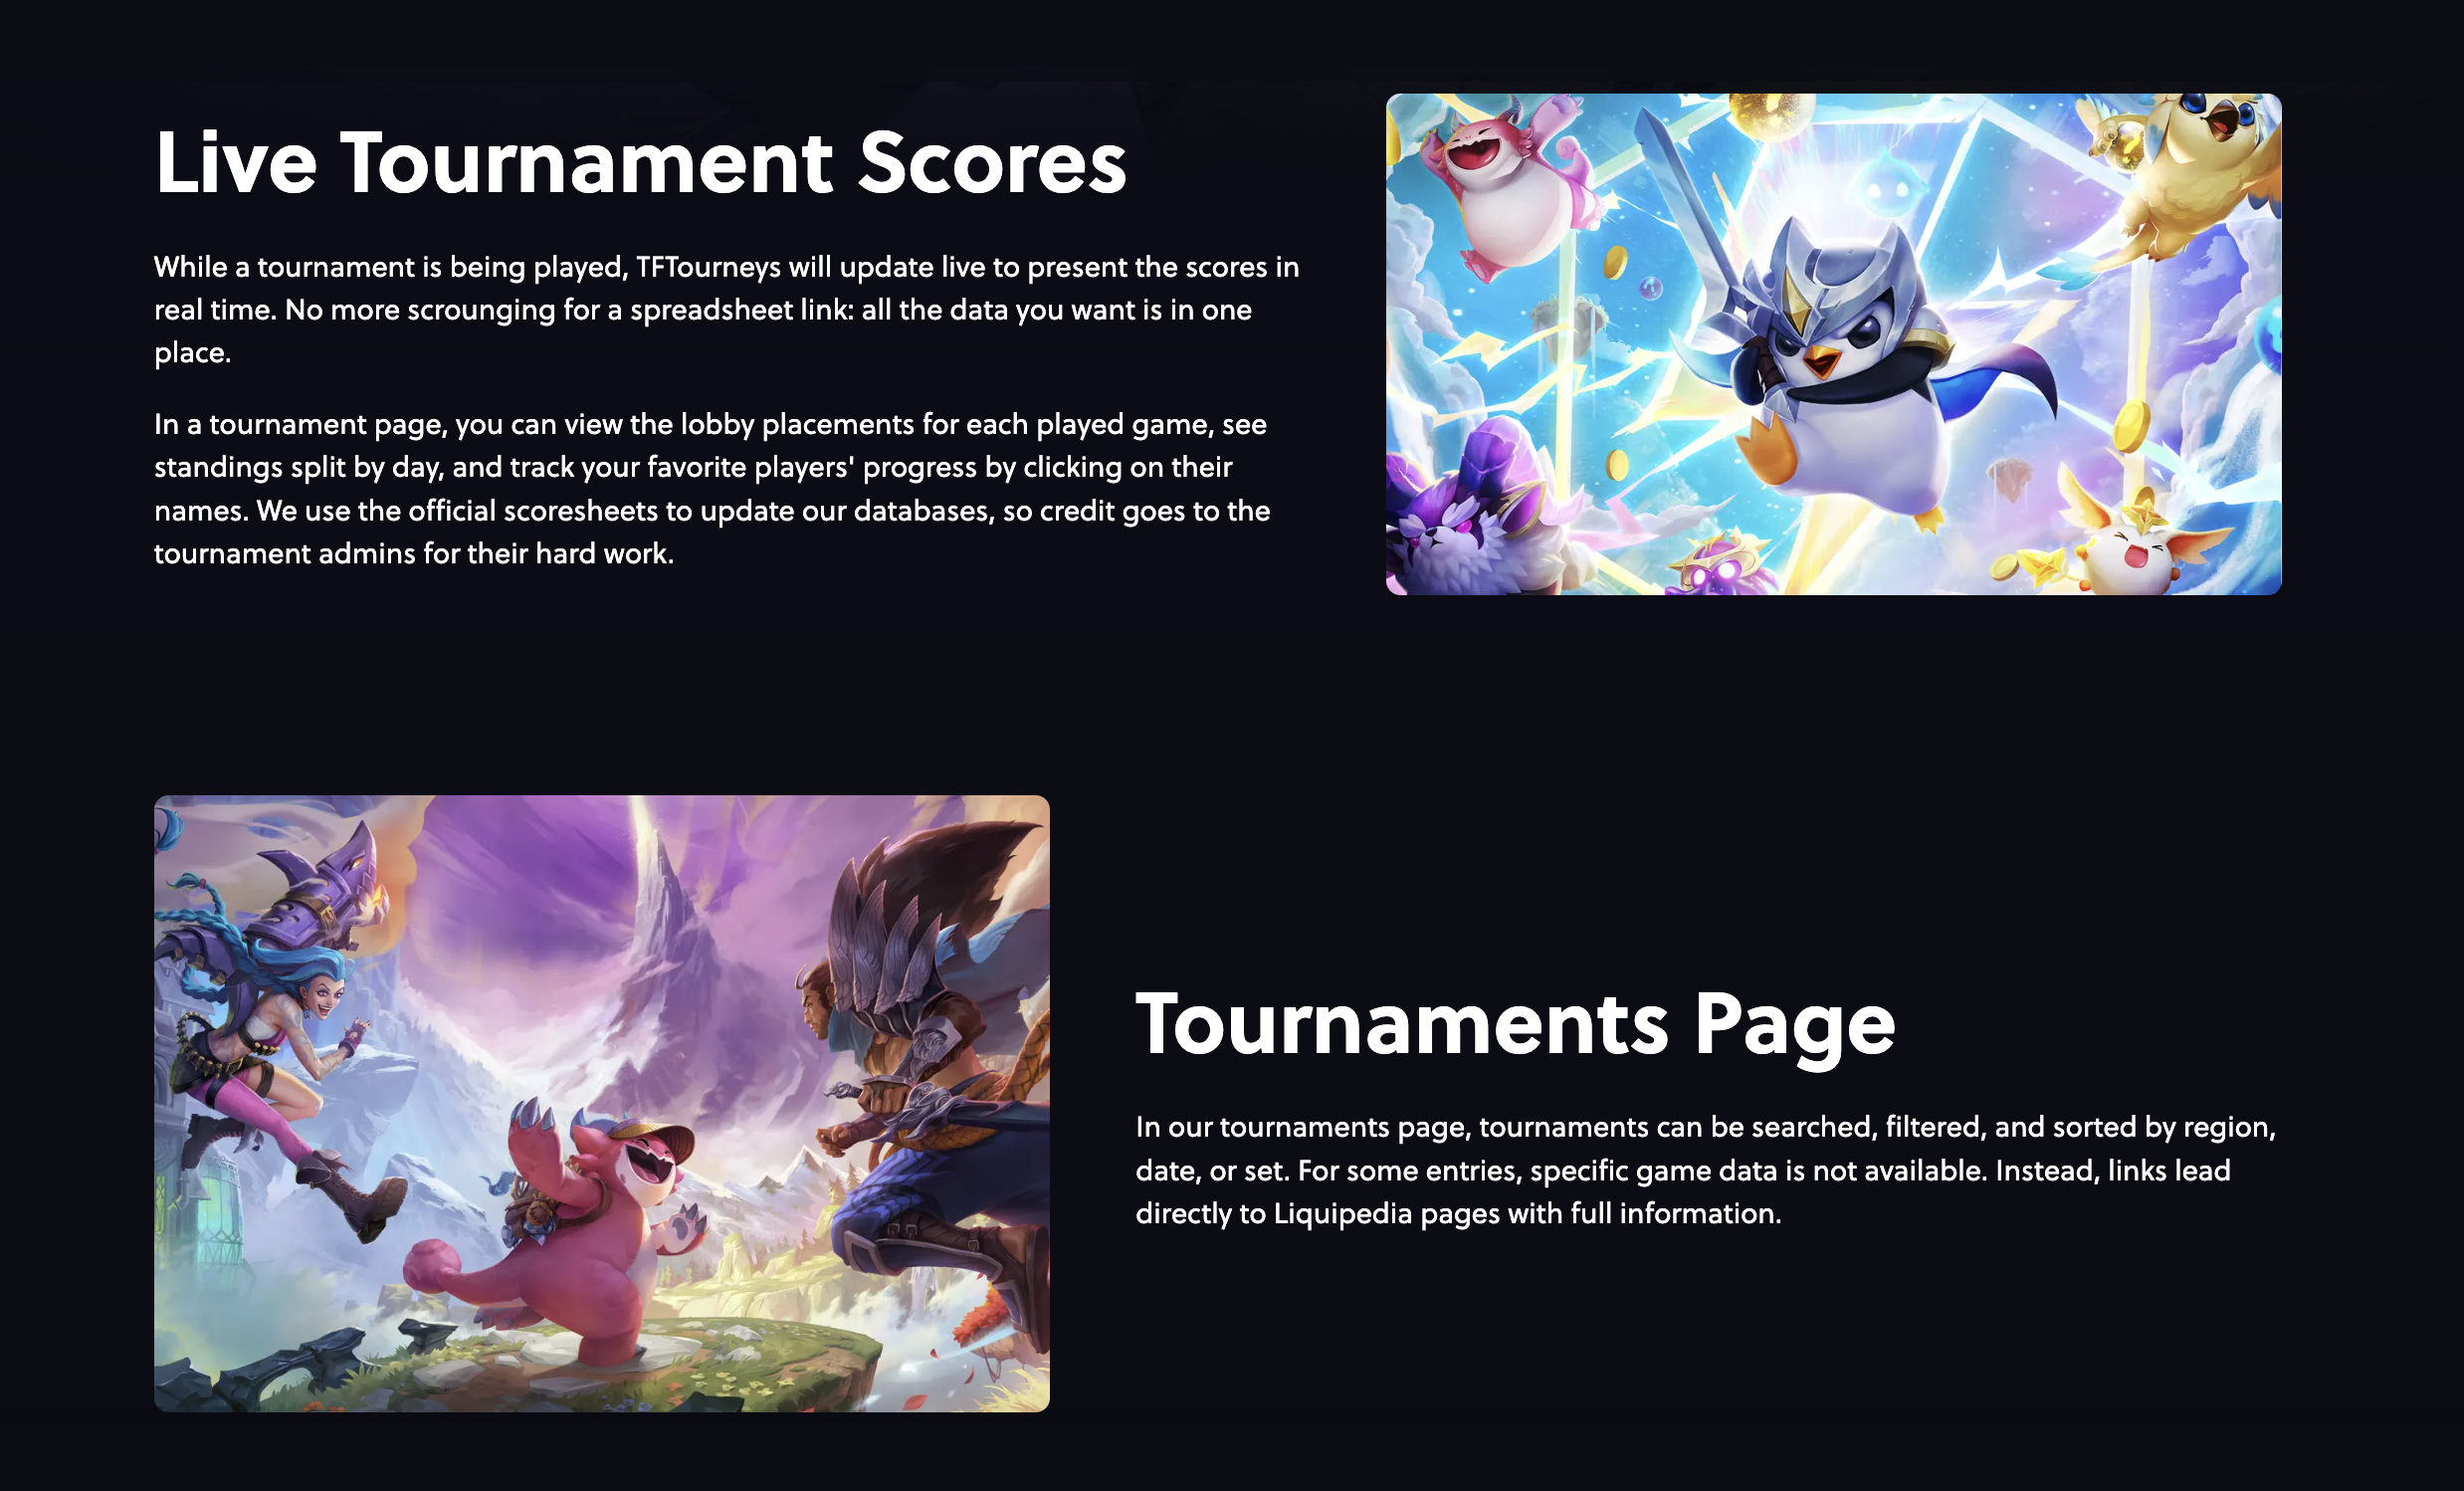 Live Tournament Scores
While a tournament is being played, TFTourneys will update live to present the scores in
real time. No more scrounging for a spreadsheet link: all the data you want is in one
place.
In a tournament page, you can view the lobby placements for each played game, see
standings split by day, and track your favorite players' progress by clicking on their
names. We use the official scoresheets to update our databases, so credit goes to the
tournament admins for their hard work.
Tournaments Page
In our tournaments page, tournaments can be searched, filtered, and sorted by region,
date, or set. For some entries, specific game data is not available. Instead, links lead
directly to Liquipedia pages with full information.